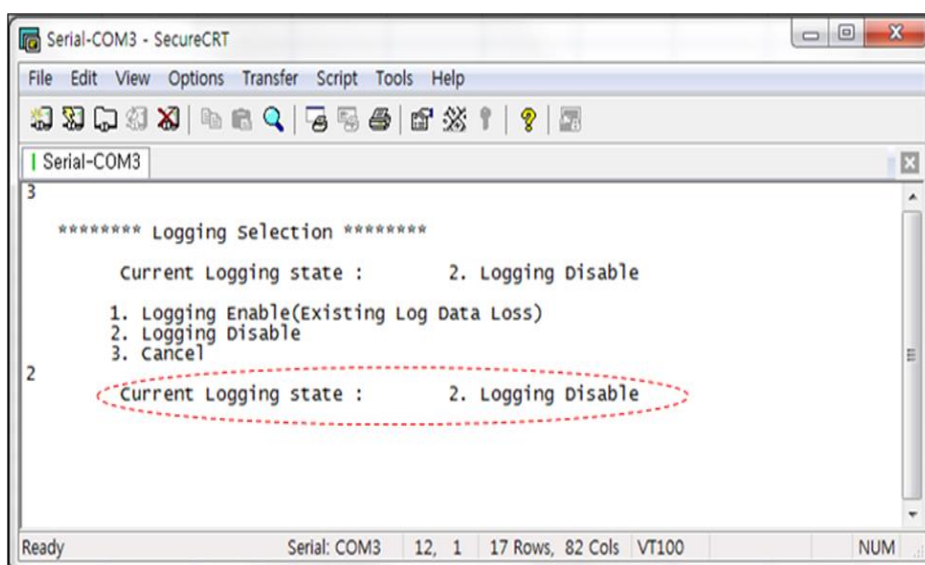 Serial-COM3 - SecureCRT
File Edit View Options Transfer Script Tools Help
Serial-COM3
3
******** Logging Selection ********
Current Logging state : 2. Logging Disable
1. Logging Enable(Existing Log Data Loss)
2. Logging Disable
3. Cancel
2
Current Logging state : 2. Logging Disable
Ready Serial: COM3 12, 1 17 Rows, 82 Cols VT100 NUM